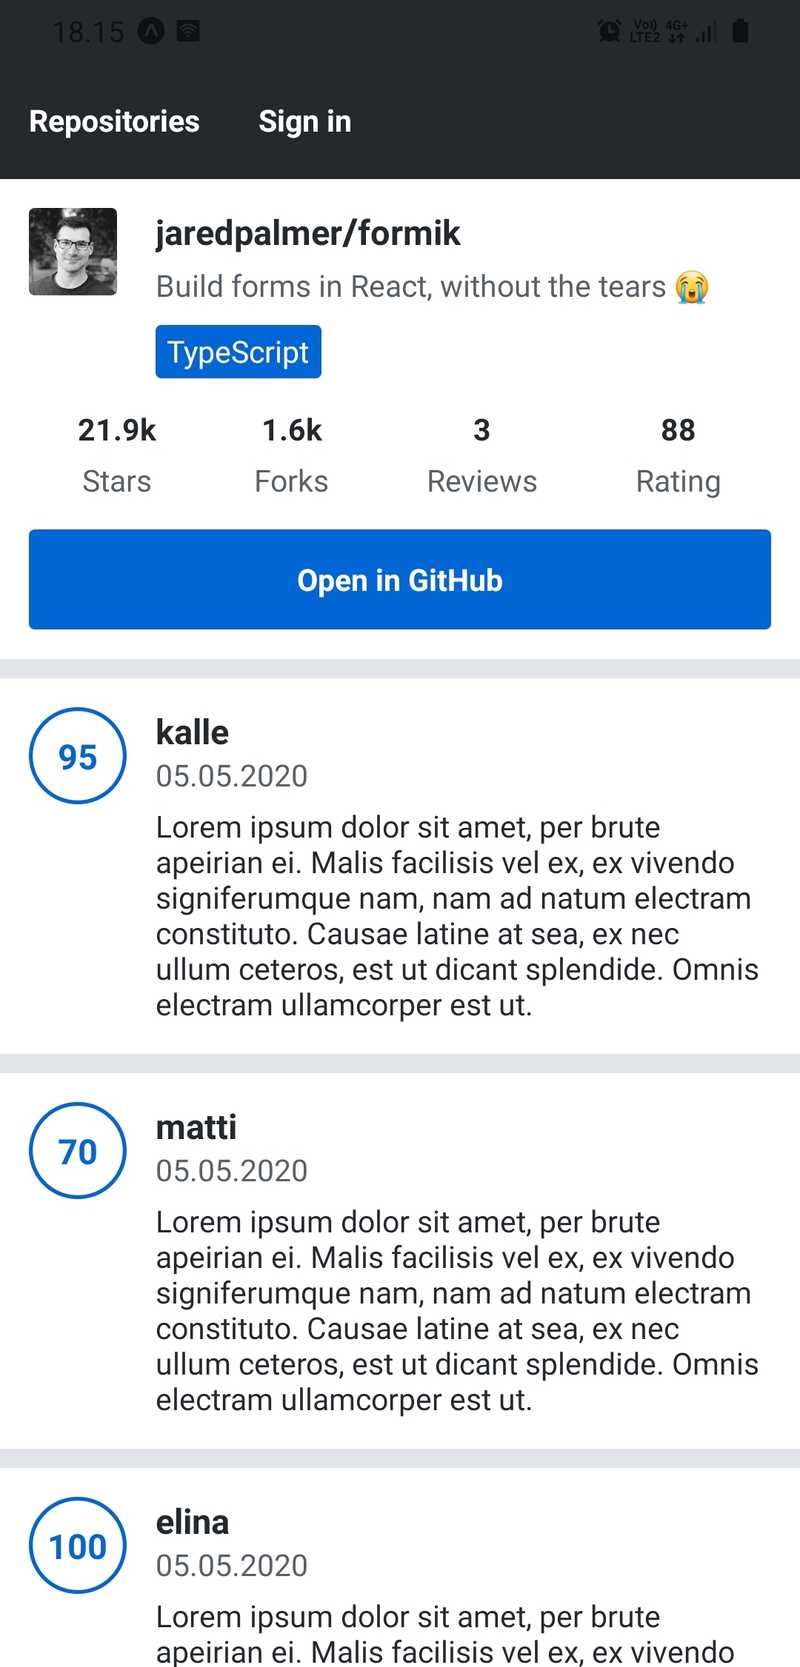 18.15 Vo)) LTE2 4G+
Repositories Sign in
jaredpalmer/formik
Build forms in React, without the tears 😭
TypeScript
21.9k 1.6k 3 88
Stars Forks Reviews Rating
Open in GitHub
95 kalle
05.05.2020
Lorem ipsum dolor sit amet, per brute
apeirian ei. Malis facilisis vel ex, ex vivendo
signiferumque nam, nam ad natum electram
constituto. Causae latine at sea, ex nec
ullum ceteros, est ut dicant splendide. Omnis
electram ullamcorper est ut.
70 matti
05.05.2020
Lorem ipsum dolor sit amet, per brute
apeirian ei. Malis facilisis vel ex, ex vivendo
signiferumque nam, nam ad natum electram
constituto. Causae latine at sea, ex nec
ullum ceteros, est ut dicant splendide. Omnis
electram ullamcorper est ut.
100 elina
05.05.2020
Lorem ipsum dolor sit amet, per brute
apeirian ei. Malis facilisis vel ex, ex vivendo